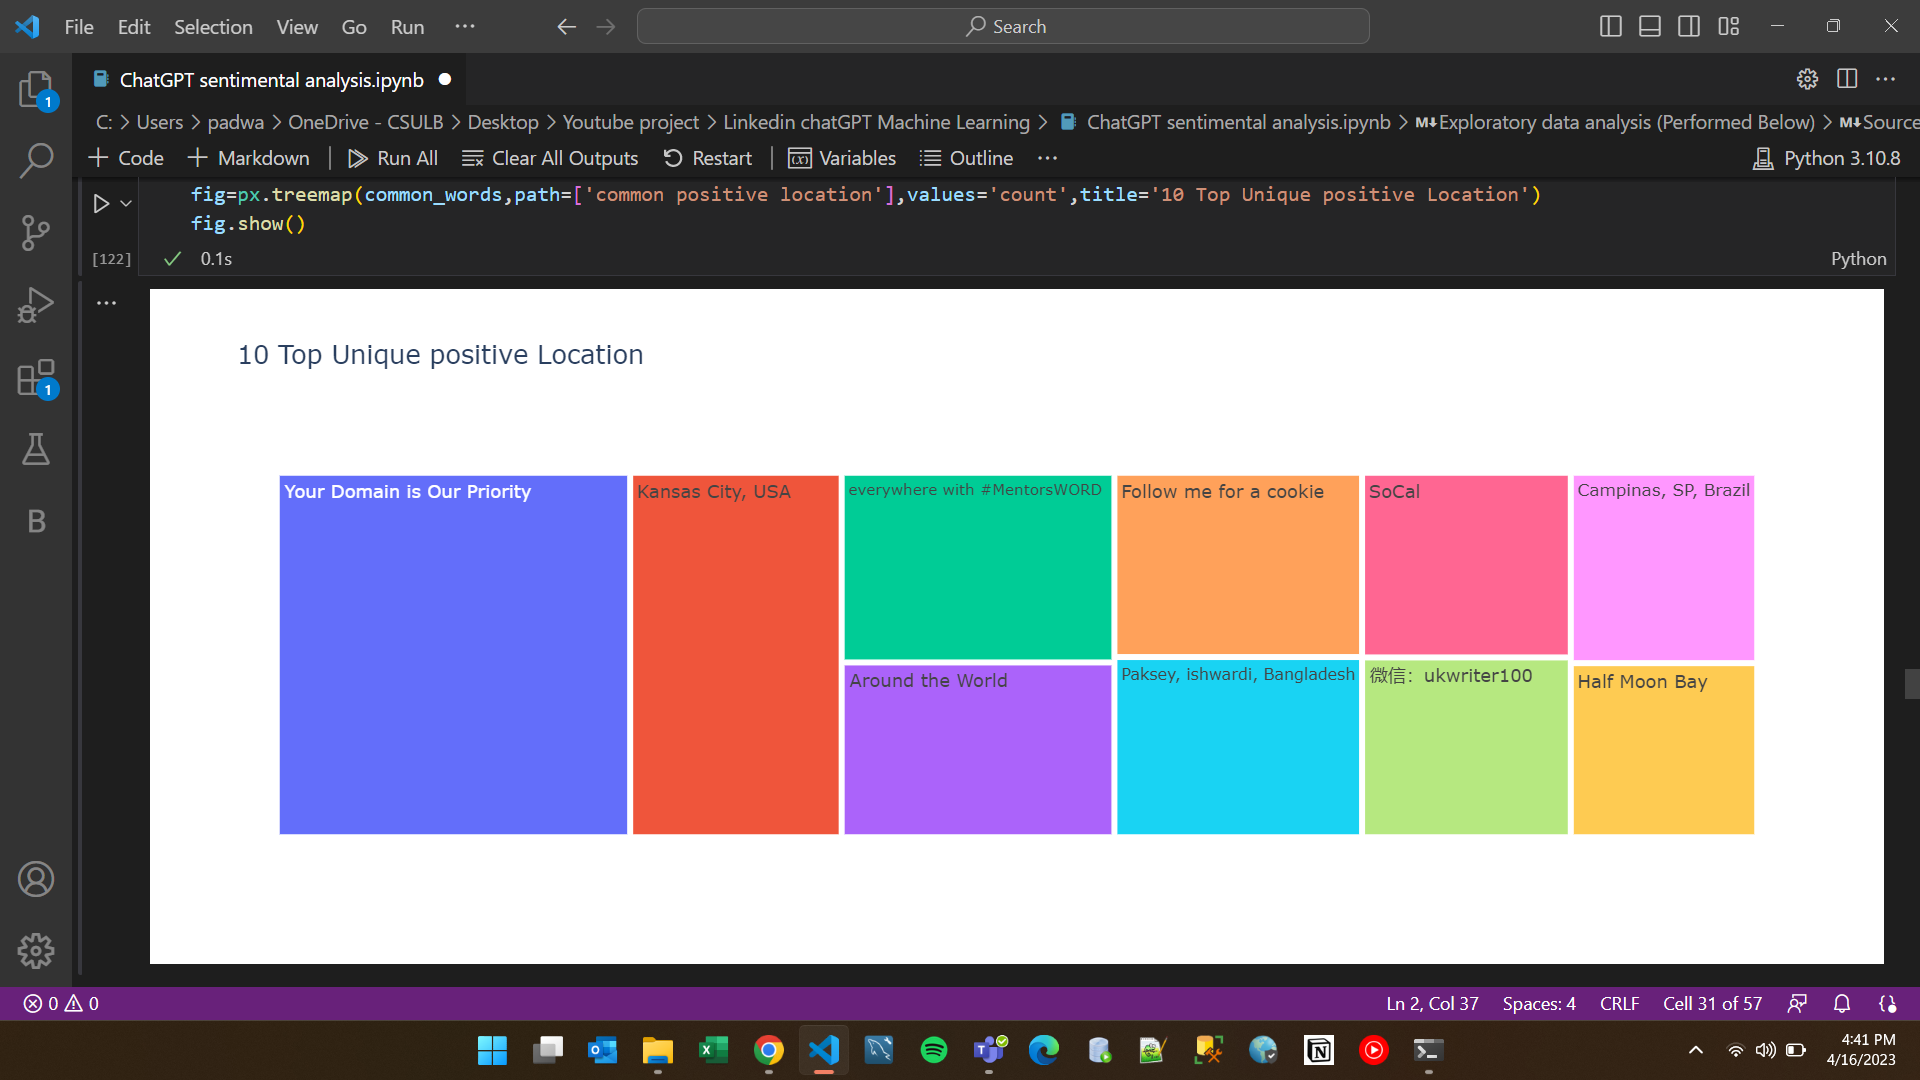 File Edit Selection View Go Run ···
Search
ChatGPT sentimental analysis.ipynb
C: > Users > padwa > OneDrive - CSULB > Desktop > Youtube project > Linkedin chatGPT Machine Learning > ChatGPT sentimental analysis.ipynb > M↓Exploratory data analysis (Performed Below) > M↓Source
+ Code + Markdown | Run All Clear All Outputs Restart | Variables Outline ···
Python 3.10.8
fig=px.treemap(common_words,path=['common positive location'],values='count',title='10 Top Unique positive Location')
fig.show()
[122]
0.1s
Python
10 Top Unique positive Location
Your Domain is Our Priority
Kansas City, USA
everywhere with #MentorsWORD
Follow me for a cookie
SoCal
Campinas, SP, Brazil
Around the World
Paksey, ishwardi, Bangladesh
微信：ukwriter100
Half Moon Bay
1
1
B
0 0
Ln 2, Col 37 Spaces: 4 CRLF Cell 31 of 57
4:41 PM
4/16/2023